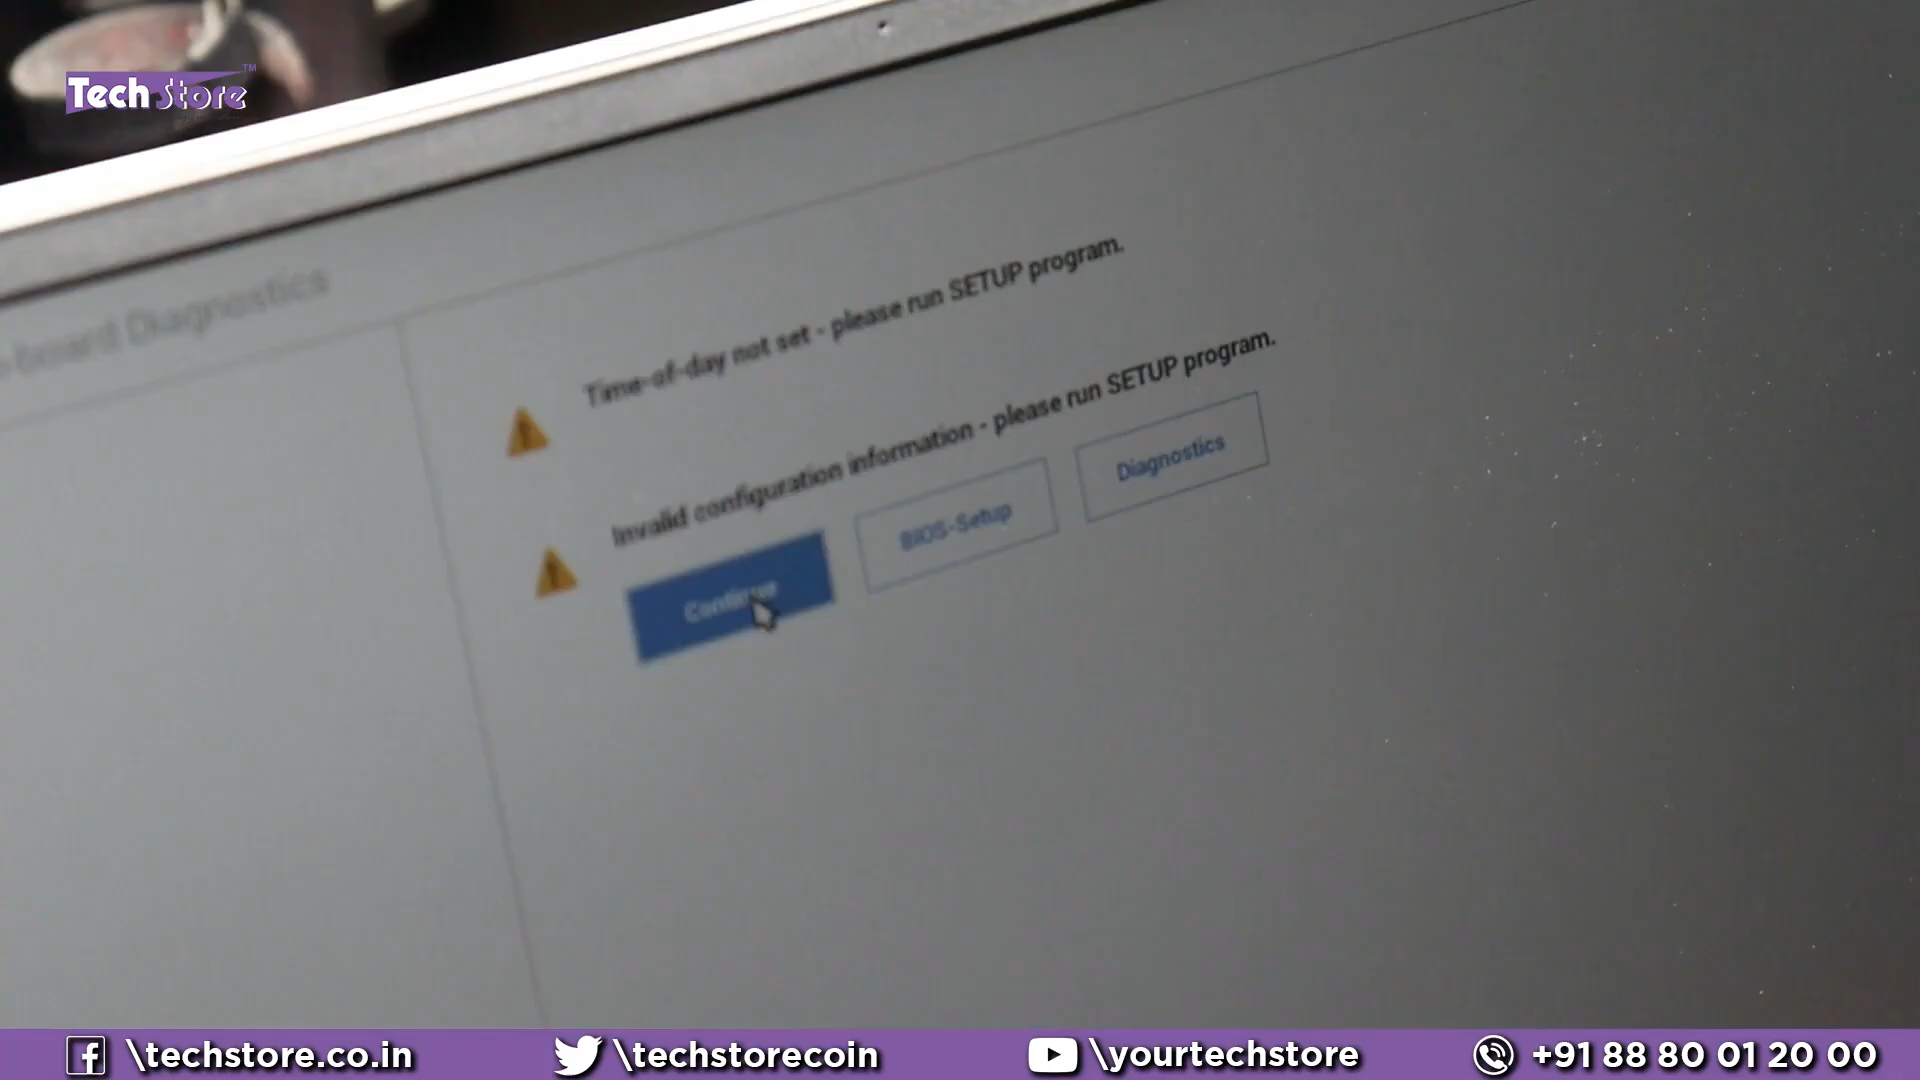 Tech Store™
Board Diagnostics
Time-of-day not set - please run SETUP program.
Invalid configuration information - please run SETUP program.
Continue
BIOS-Setup
Diagnostics
\techstore.co.in
\techstorecoin
\yourtechstore
+91 88 80 01 20 00